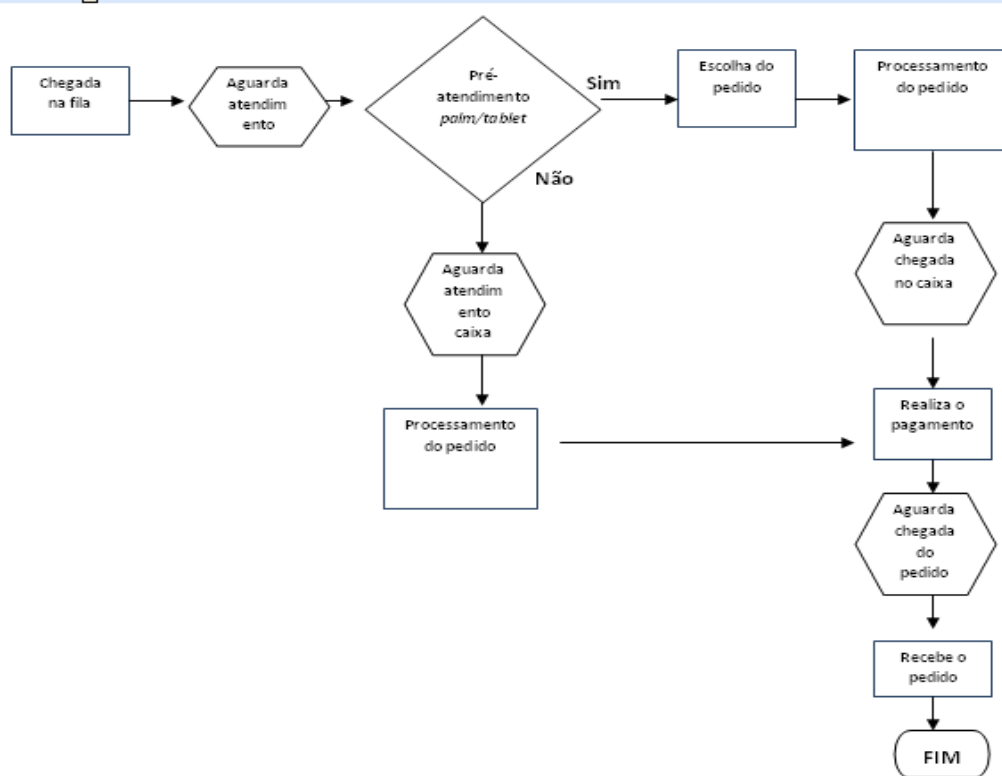 Chegada
na fila
Aguarda
atendim
ento
Pré-
atendimento
palm/tablet
Sim
Escolha do
pedido
Processamento
do pedido
Não
Aguarda
atendim
ento
caixa
Aguarda
chegada
no caixa
Processamento
do pedido
Realiza o
pagamento
Aguarda
chegada
do
pedido
Recebe o
pedido
FIM